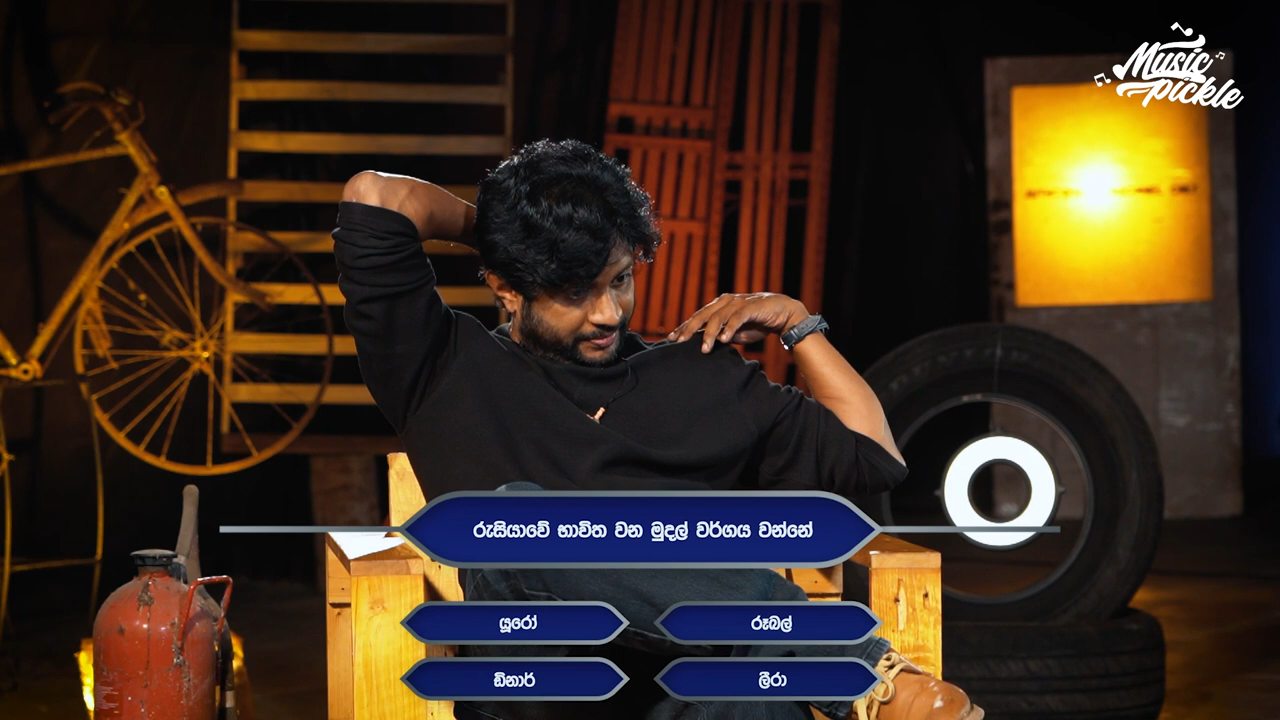 Music
Pickle
රුසියාවේ භාවිත වන මුදල් වර්ගය වන්නේ
යූරෝ
රූබල්
ඩිනාර්
ලීරා